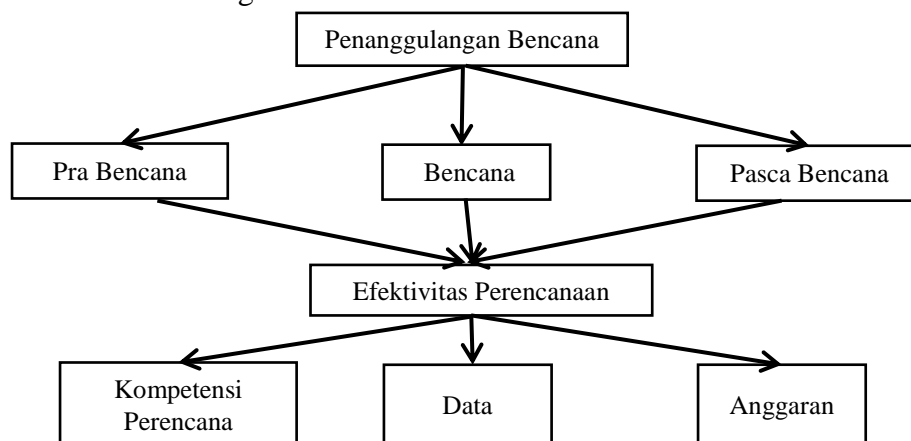 Penanggulangan Bencana
Pra Bencana
Bencana
Pasca Bencana
Efektivitas Perencanaan
Kompetensi
Perencana
Data
Anggaran